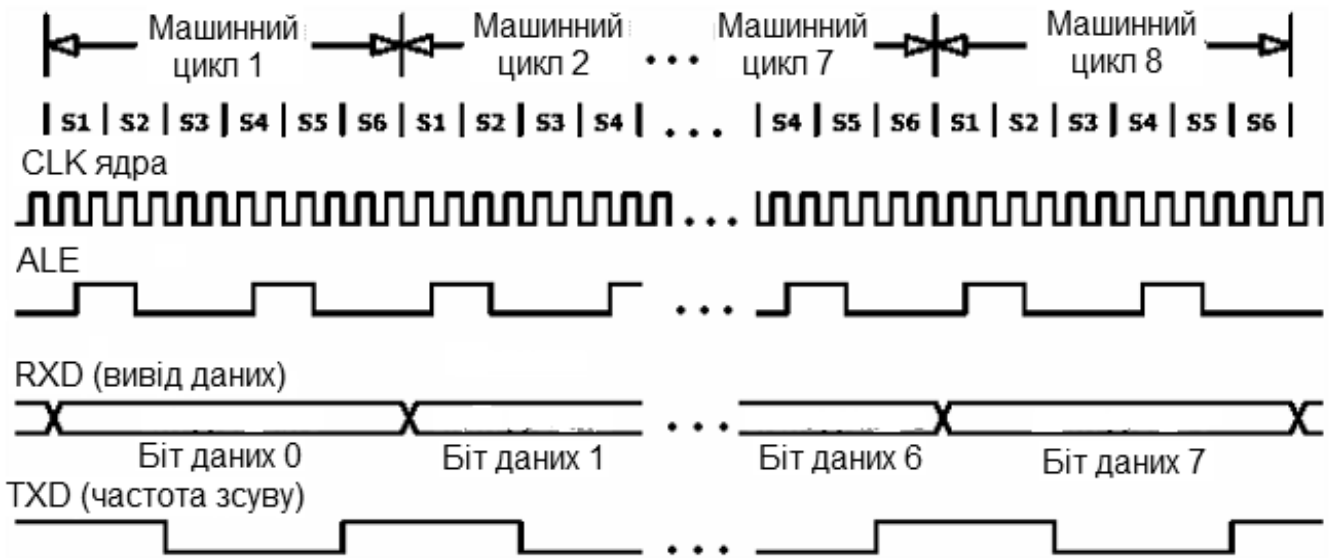 Машинний цикл 1
Машинний цикл 2
. . .
Машинний цикл 7
Машинний цикл 8
| S1 | S2 | S3 | S4 | S5 | S6 | S1 | S2 | S3 | S4 | . . . | S4 | S5 | S6 | S1 | S2 | S3 | S4 | S5 | S6 |
CLK ядра
. . .
ALE
. . .
RXD (вивід даних)
. . .
Біт даних 0 Біт даних 1 Біт даних 6 Біт даних 7
TXD (частота зсуву)
. . .